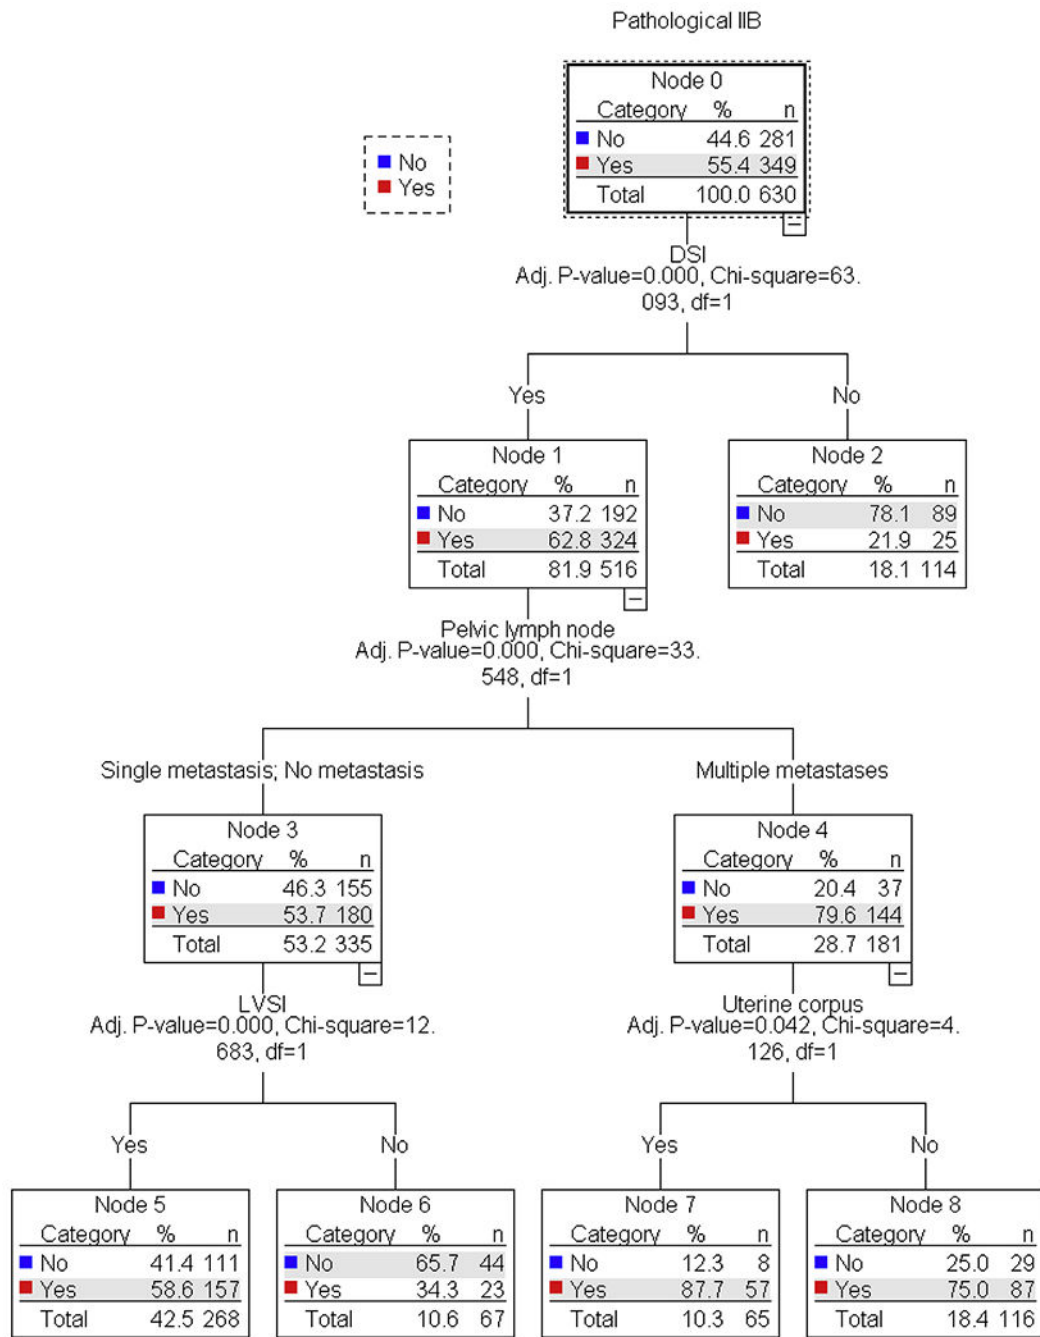 Pathological IIB
No
Yes
Node 0
Category % n
No 44.6 281
Yes 55.4 349
Total 100.0 630
DSI
Adj. P-value=0.000, Chi-square=63.
093, df=1
Yes
No
Node 1
Category % n
No 37.2 192
Yes 62.8 324
Total 81.9 516
Node 2
Category % n
No 78.1 89
Yes 21.9 25
Total 18.1 114
Pelvic lymph node
Adj. P-value=0.000, Chi-square=33.
548, df=1
Single metastasis; No metastasis
Multiple metastases
Node 3
Category % n
No 46.3 155
Yes 53.7 180
Total 53.2 335
Node 4
Category % n
No 20.4 37
Yes 79.6 144
Total 28.7 181
LVSI
Adj. P-value=0.000, Chi-square=12.
683, df=1
Uterine corpus
Adj. P-value=0.042, Chi-square=4.
126, df=1
Yes
No
Yes
No
Node 5
Category % n
No 41.4 111
Yes 58.6 157
Total 42.5 268
Node 6
Category % n
No 65.7 44
Yes 34.3 23
Total 10.6 67
Node 7
Category % n
No 12.3 8
Yes 87.7 57
Total 10.3 65
Node 8
Category % n
No 25.0 29
Yes 75.0 87
Total 18.4 116